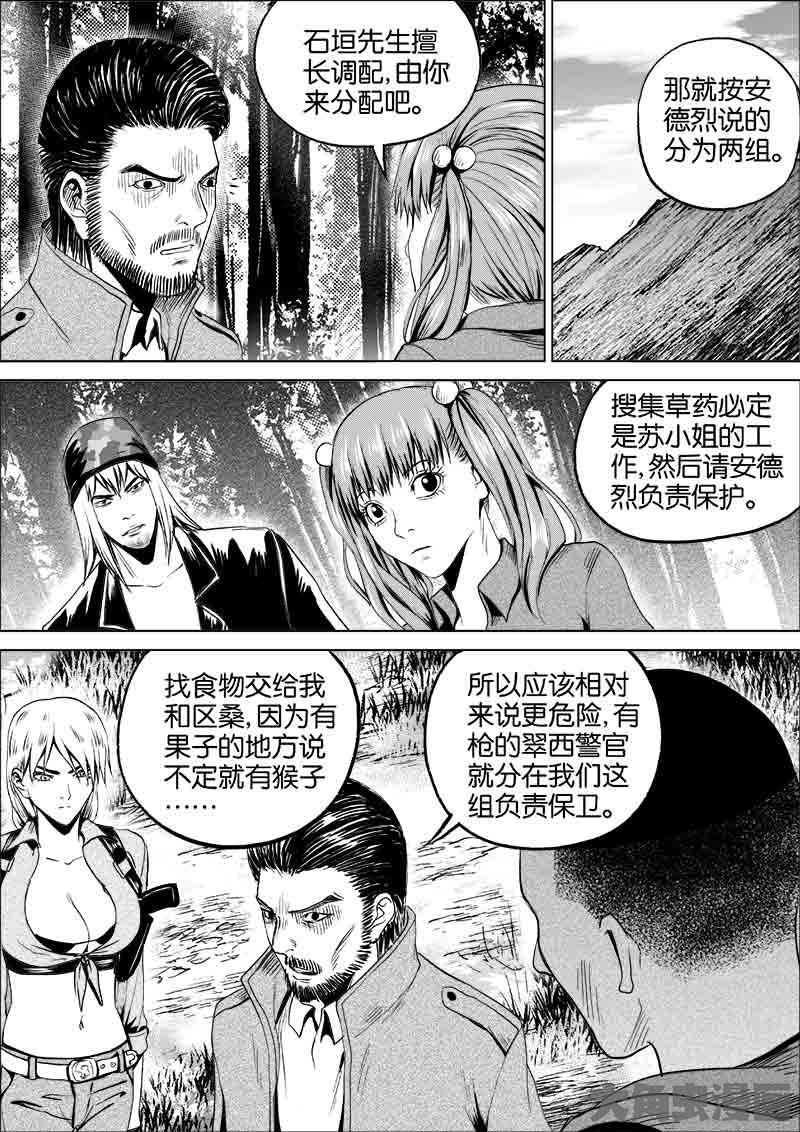 石垣先生擅
长调配,由你
来分配吧。
那就按安
德烈说的
分为两组。
搜集草药必定
是苏小姐的工
作,然后请安德
烈负责保护。
找食物交给我
和区桑,因为有
果子的地方说
不定就有猴子
……
所以应该相对
来说更危险,有
枪的翠西警官
就分在我们这
组负责保卫。
大角虫漫画